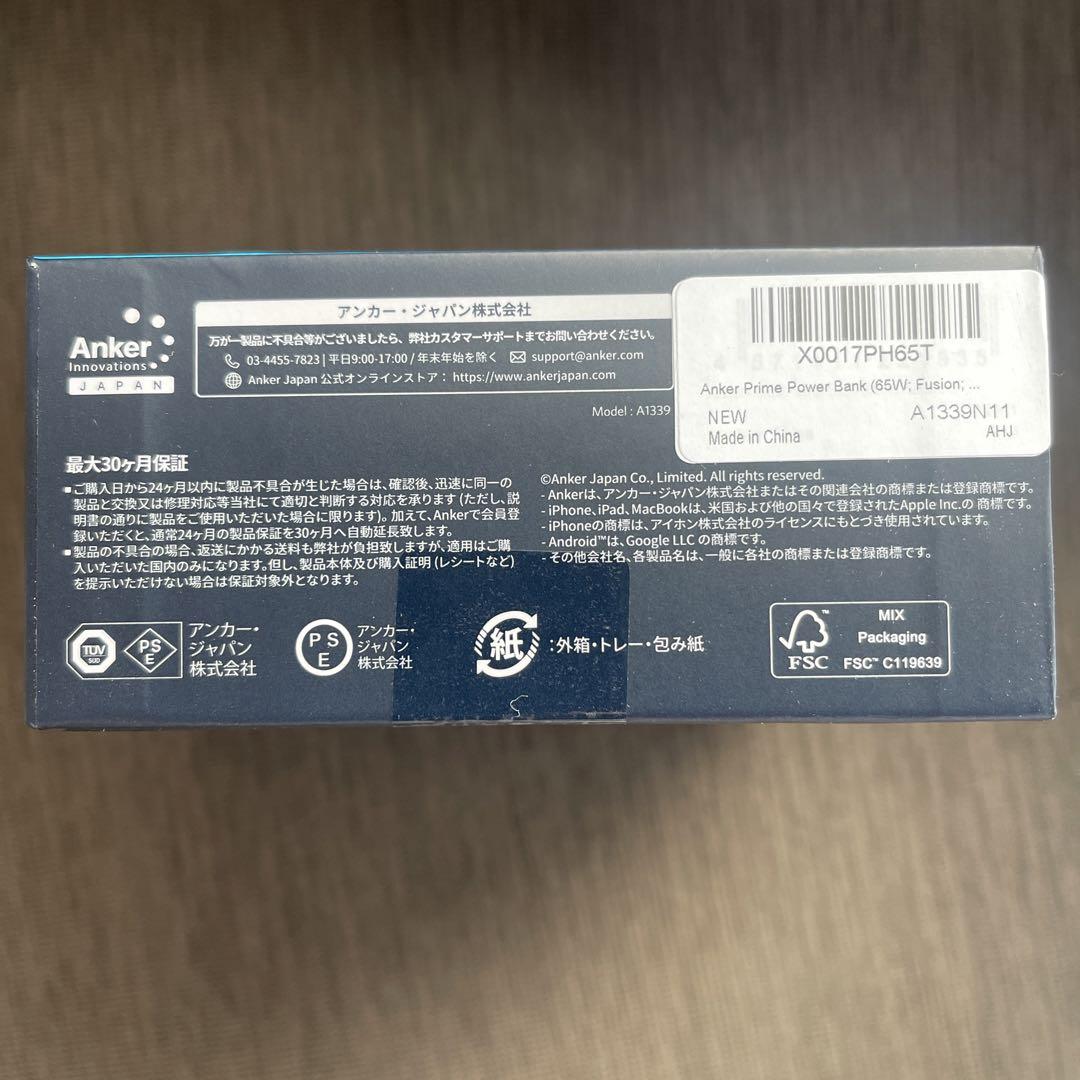 Anker
Innovations
JAPAN
アンカー・ジャパン株式会社
万が一製品に不具合等がございましたら、弊社カスタマーサポートまでお問い合わせください。
03-4455-7823 | 平日9:00-17:00 / 年末年始を除く support@anker.com
Anker Japan 公式オンラインストア : https://www.ankerjapan.com
Model : A1339
X0017PH65T
Anker Prime Power Bank (65W; Fusion; ...
NEW A1339N11
Made in China AHJ
最大30ヶ月保証
■ご購入日から24ヶ月以内に製品不具合が生じた場合は、確認後、迅速に同一の
製品と交換又は修理対応等当社にて適切と判断する対応を承ります (ただし、説
明書の通りに製品をご使用いただいた場合に限ります)。加えて、Ankerで会員登
録いただくと、通常24ヶ月の製品保証を30ヶ月へ自動延長致します。
■製品の不具合の場合、返送にかかる送料も弊社が負担致しますが、適用はご購
入いただいた国内のみになります。但し、製品本体及び購入証明 (レシートなど)
を提示いただけない場合は保証対象外となります。
©Anker Japan Co., Limited. All rights reserved.
- Ankerは、アンカー・ジャパン株式会社またはその関連会社の商標または登録商標です。
- iPhone、iPad、MacBookは、米国および他の国々で登録されたApple Inc.の 商標です。
- iPhoneの商標は、アイホン株式会社のライセンスにもとづき使用されています。
- Android™は、Google LLC の商標です。
- その他会社名、各製品名は、一般に各社の商標または登録商標です。
TÜV
SÜD
PS
E
アンカー・
ジャパン
株式会社
PS
E
アンカー・
ジャパン
株式会社
紙
:外箱・トレー・包み紙
FSC™
MIX
Packaging
FSC™ C119639